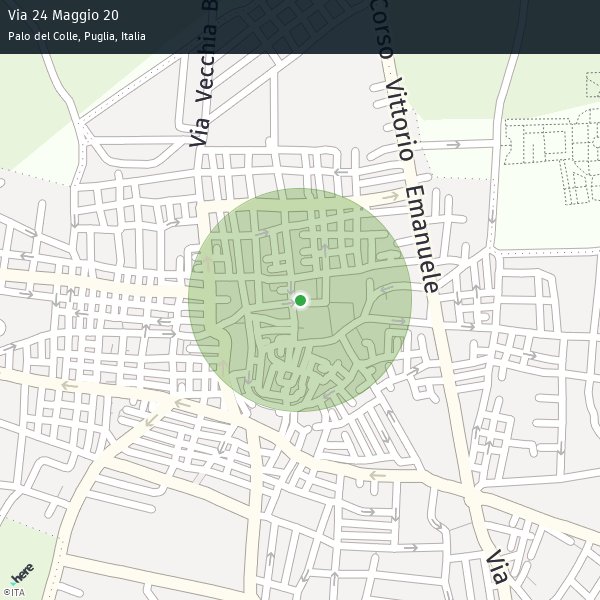 Via 24 Maggio 20
Palo del Colle, Puglia, Italia
Via Vecchia B
Corso Vittorio Emanuele
Via
here
©ITA